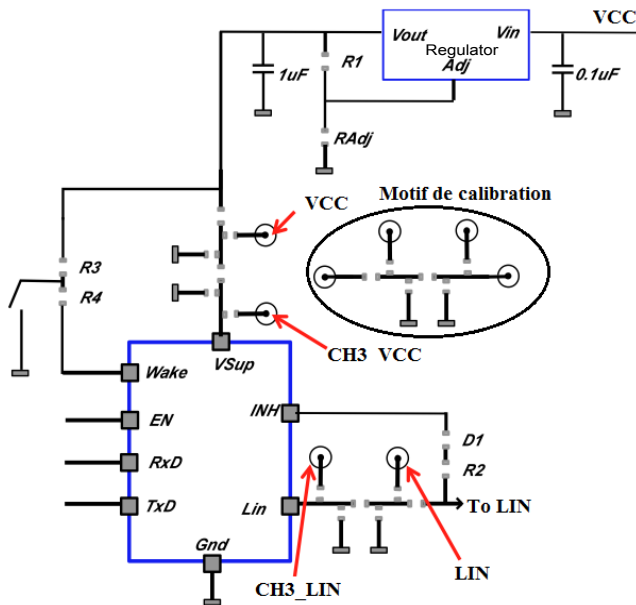 VCC
Vout
Vin
Regulator
Adj
1uF
R1
0.1uF
RAdj
VCC
Motif de calibration
R3
R4
CH3 VCC
VSup
Wake
INH
EN
D1
RxD
R2
TxD
Lin
To LIN
Gnd
CH3_LIN
LIN